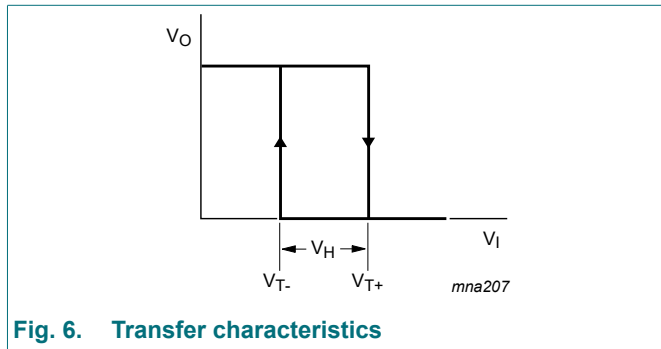 VO
VI
VH
VT-
VT+
mna207
Fig. 6. Transfer characteristics